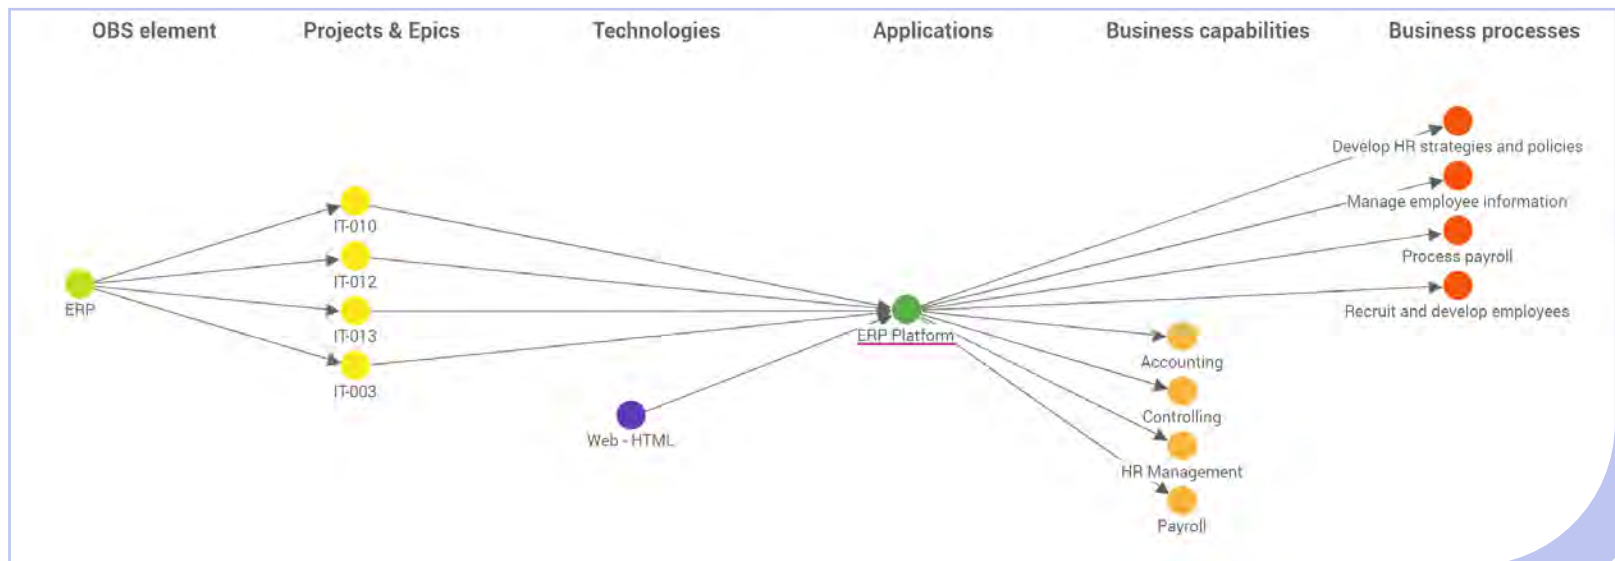 OBS element
Projects & Epics
Technologies
Applications
Business capabilities
Business processes
ERP
IT-010
IT-012
IT-013
IT-003
Web - HTML
ERP Platform
Accounting
Controlling
HR Management
Payroll
Develop HR strategies and policies
Manage employee information
Process payroll
Recruit and develop employees